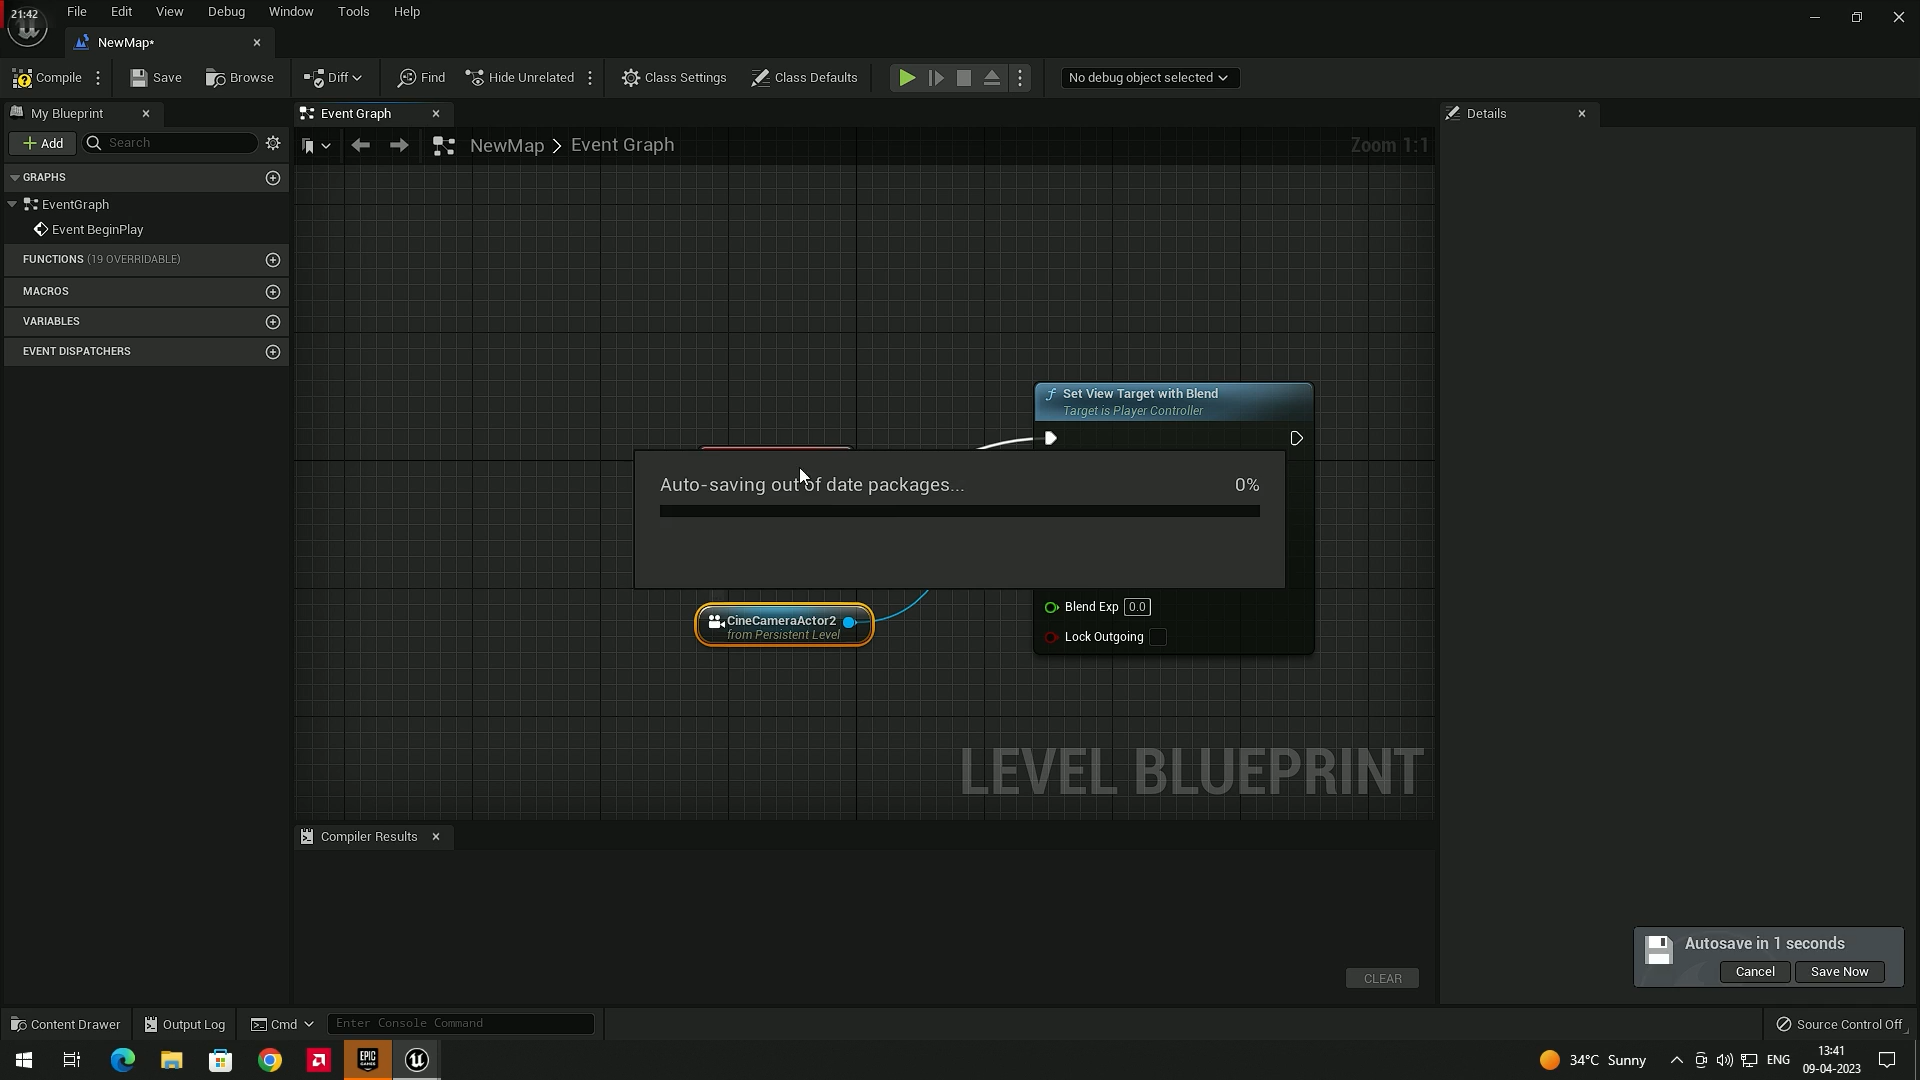 21:42
File Edit View Debug Window Tools Help
NewMap*
Compile Save Browse Diff Find Hide Unrelated Class Settings Class Defaults No debug object selected
My Blueprint
Event Graph
Details
Add Search
NewMap > Event Graph
Zoom 1:1
GRAPHS
EventGraph
Event BeginPlay
FUNCTIONS (19 OVERRIDABLE)
MACROS
VARIABLES
EVENT DISPATCHERS
f Set View Target with Blend
Target is Player Controller
Auto-saving out of date packages... 0%
Blend Exp 0.0
CineCameraActor2
from Persistent Level
Lock Outgoing
LEVEL BLUEPRINT
Compiler Results
Autosave in 1 seconds
Cancel Save Now
CLEAR
Content Drawer Output Log Cmd Enter Console Command Source Control Off
EPIC GAMES
34°C Sunny
ENG
13:41
09-04-2023